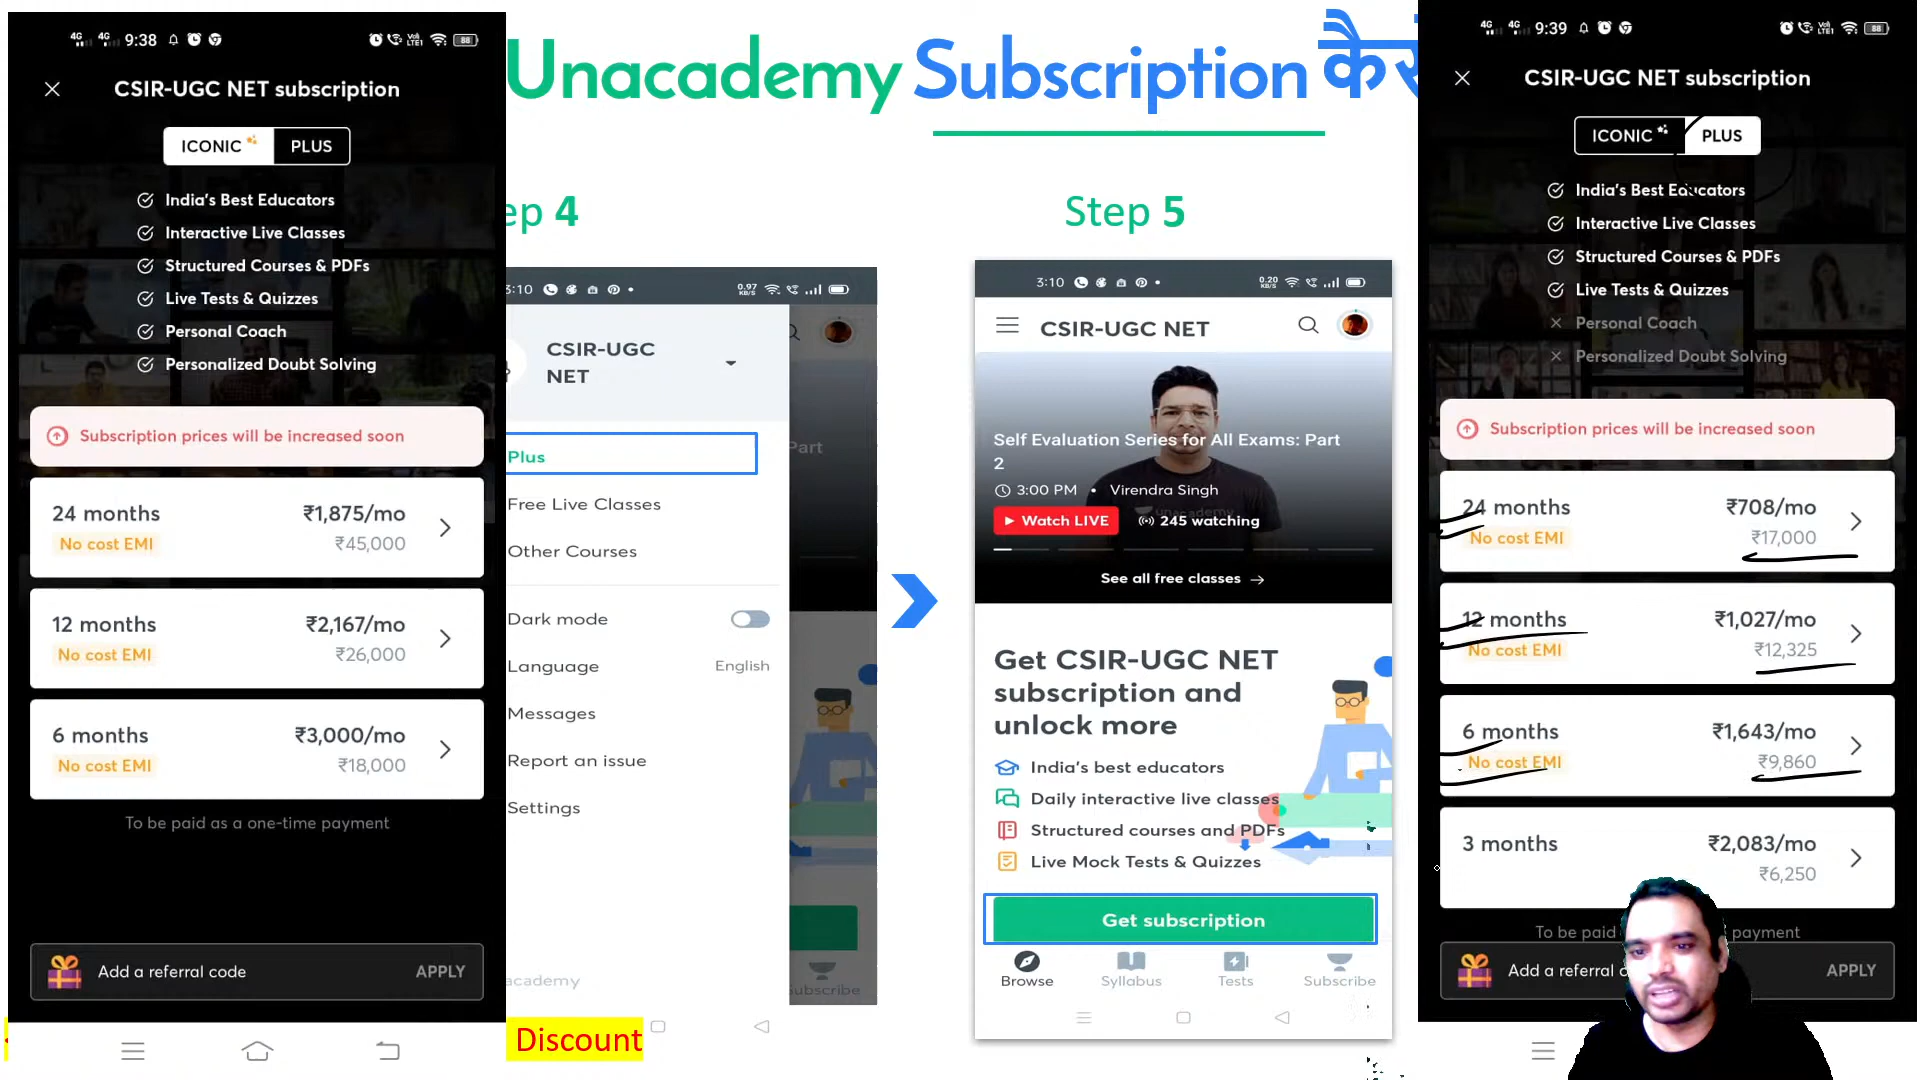 9:38
CSIR-UGC NET subscription
ICONIC PLUS
India's Best Educators
Interactive Live Classes
Structured Courses & PDFs
Live Tests & Quizzes
Personal Coach
Personalized Doubt Solving
Subscription prices will be increased soon
24 months ₹1,875/mo
No cost EMI ₹45,000
12 months ₹2,167/mo
No cost EMI ₹26,000
6 months ₹3,000/mo
No cost EMI ₹18,000
To be paid as a one-time payment
Add a referral code APPLY
Unacademy Subscription
4
3:10
CSIR-UGC
NET
Part
Plus
Free Live Classes
Other Courses
Dark mode
Language English
Messages
Report an issue
Settings
Discount
Step 5
3:10
CSIR-UGC NET
Self Evaluation Series for All Exams: Part
2
3:00 PM • Virendra Singh
Watch LIVE 245 watching
See all free classes
Get CSIR-UGC NET
subscription and
unlock more
India's best educators
Daily interactive live classes
Structured courses and PDFs
Live Mock Tests & Quizzes
Get subscription
Browse Syllabus Tests Subscribe
9:39
CSIR-UGC NET subscription
ICONIC PLUS
India's Best Educators
Interactive Live Classes
Structured Courses & PDFs
Live Tests & Quizzes
Personal Coach
Personalized Doubt Solving
Subscription prices will be increased soon
24 months ₹708/mo
No cost EMI ₹17,000
12 months ₹1,027/mo
No cost EMI ₹12,325
6 months ₹1,643/mo
No cost EMI ₹9,860
3 months ₹2,083/mo
₹6,250
To be paid payment
Add a referral APPLY